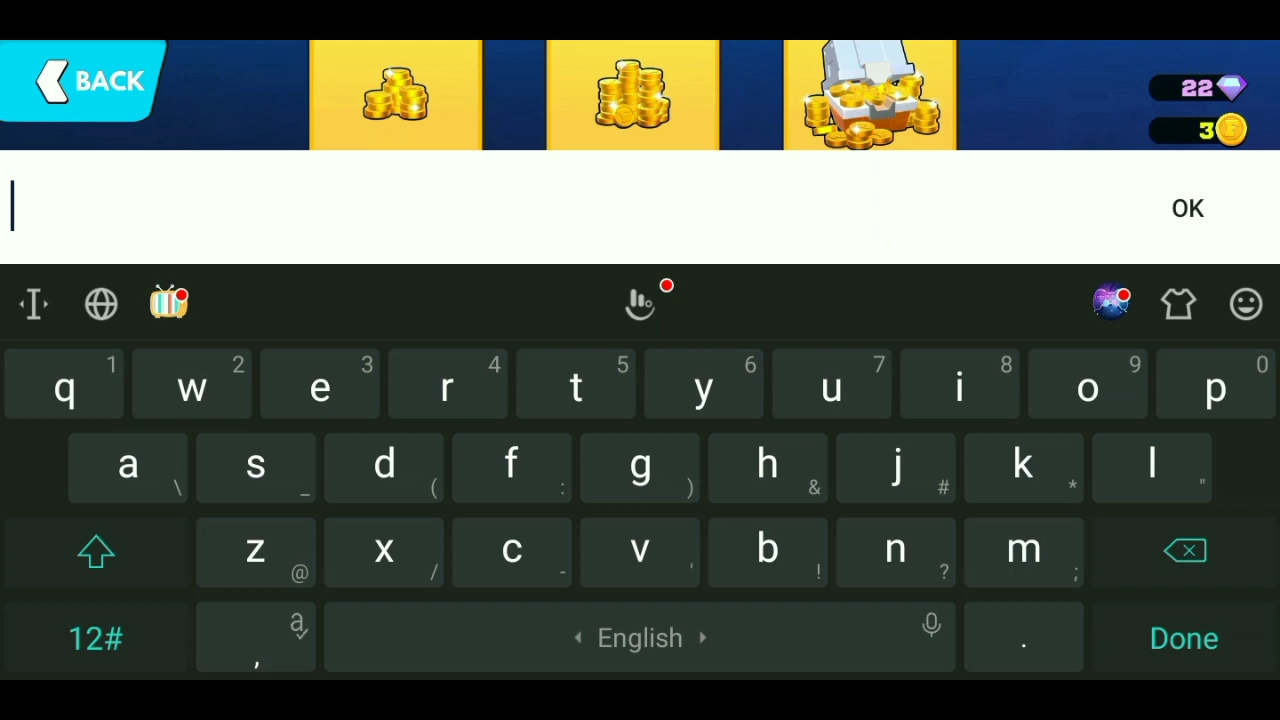 BACK
22
3
OK
1 2 3 4 5 6 7 8 9 0
q w e r t y u i o p
a s d f g h j k l
\ _ ( : ) & # * "
z x c v b n m
@ / - ' ! ? ;
12# , a English . Done